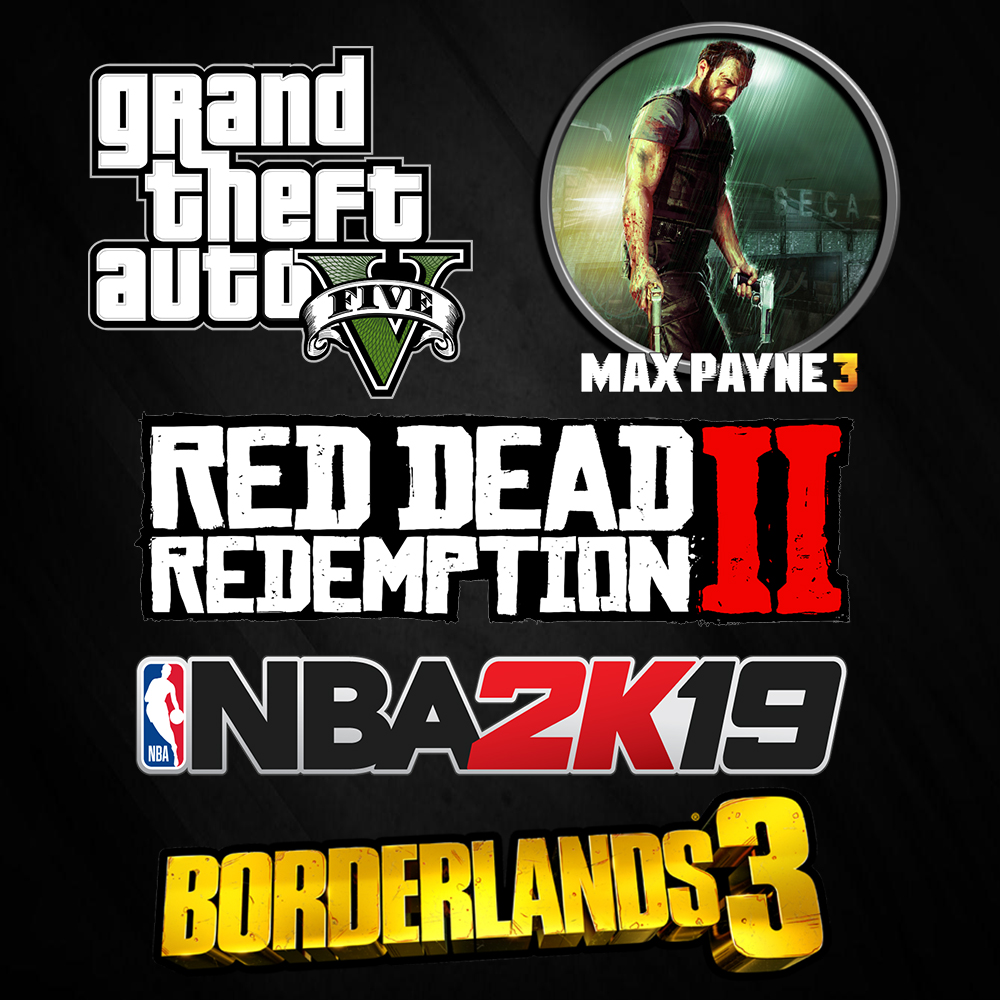 grand
theft
auto V
FIVE
SECA
MAX PAYNE 3
RED DEAD
REDEMPTION II
NBA
NBA2K19
BORDERLANDS 3